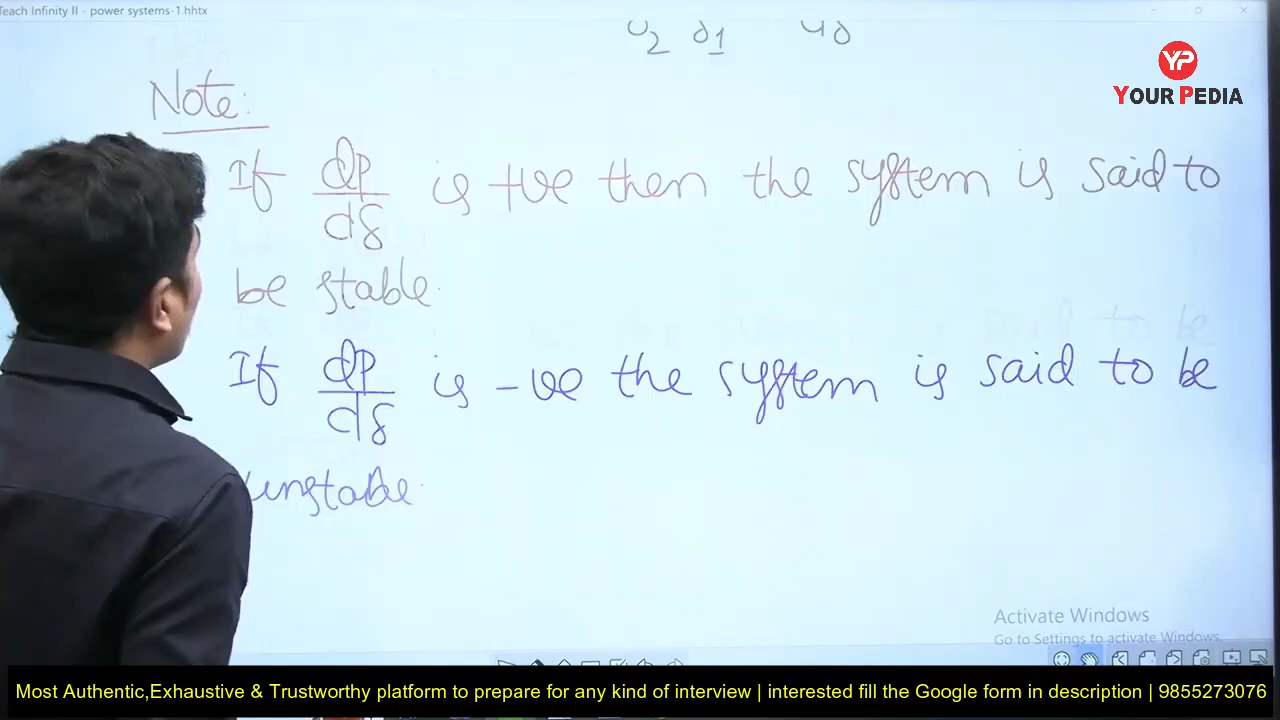 Teach Infinity II - power systems-1.hhtx
YP
YOUR PEDIA
Note:
If dP/dδ is +ve then the system is said to
be stable.
If dP/dδ is -ve the system is said to be
unstable.
Activate Windows
Go to Settings to activate Windows.
Most Authentic,Exhaustive & Trustworthy platform to prepare for any kind of interview | interested fill the Google form in description | 9855273076